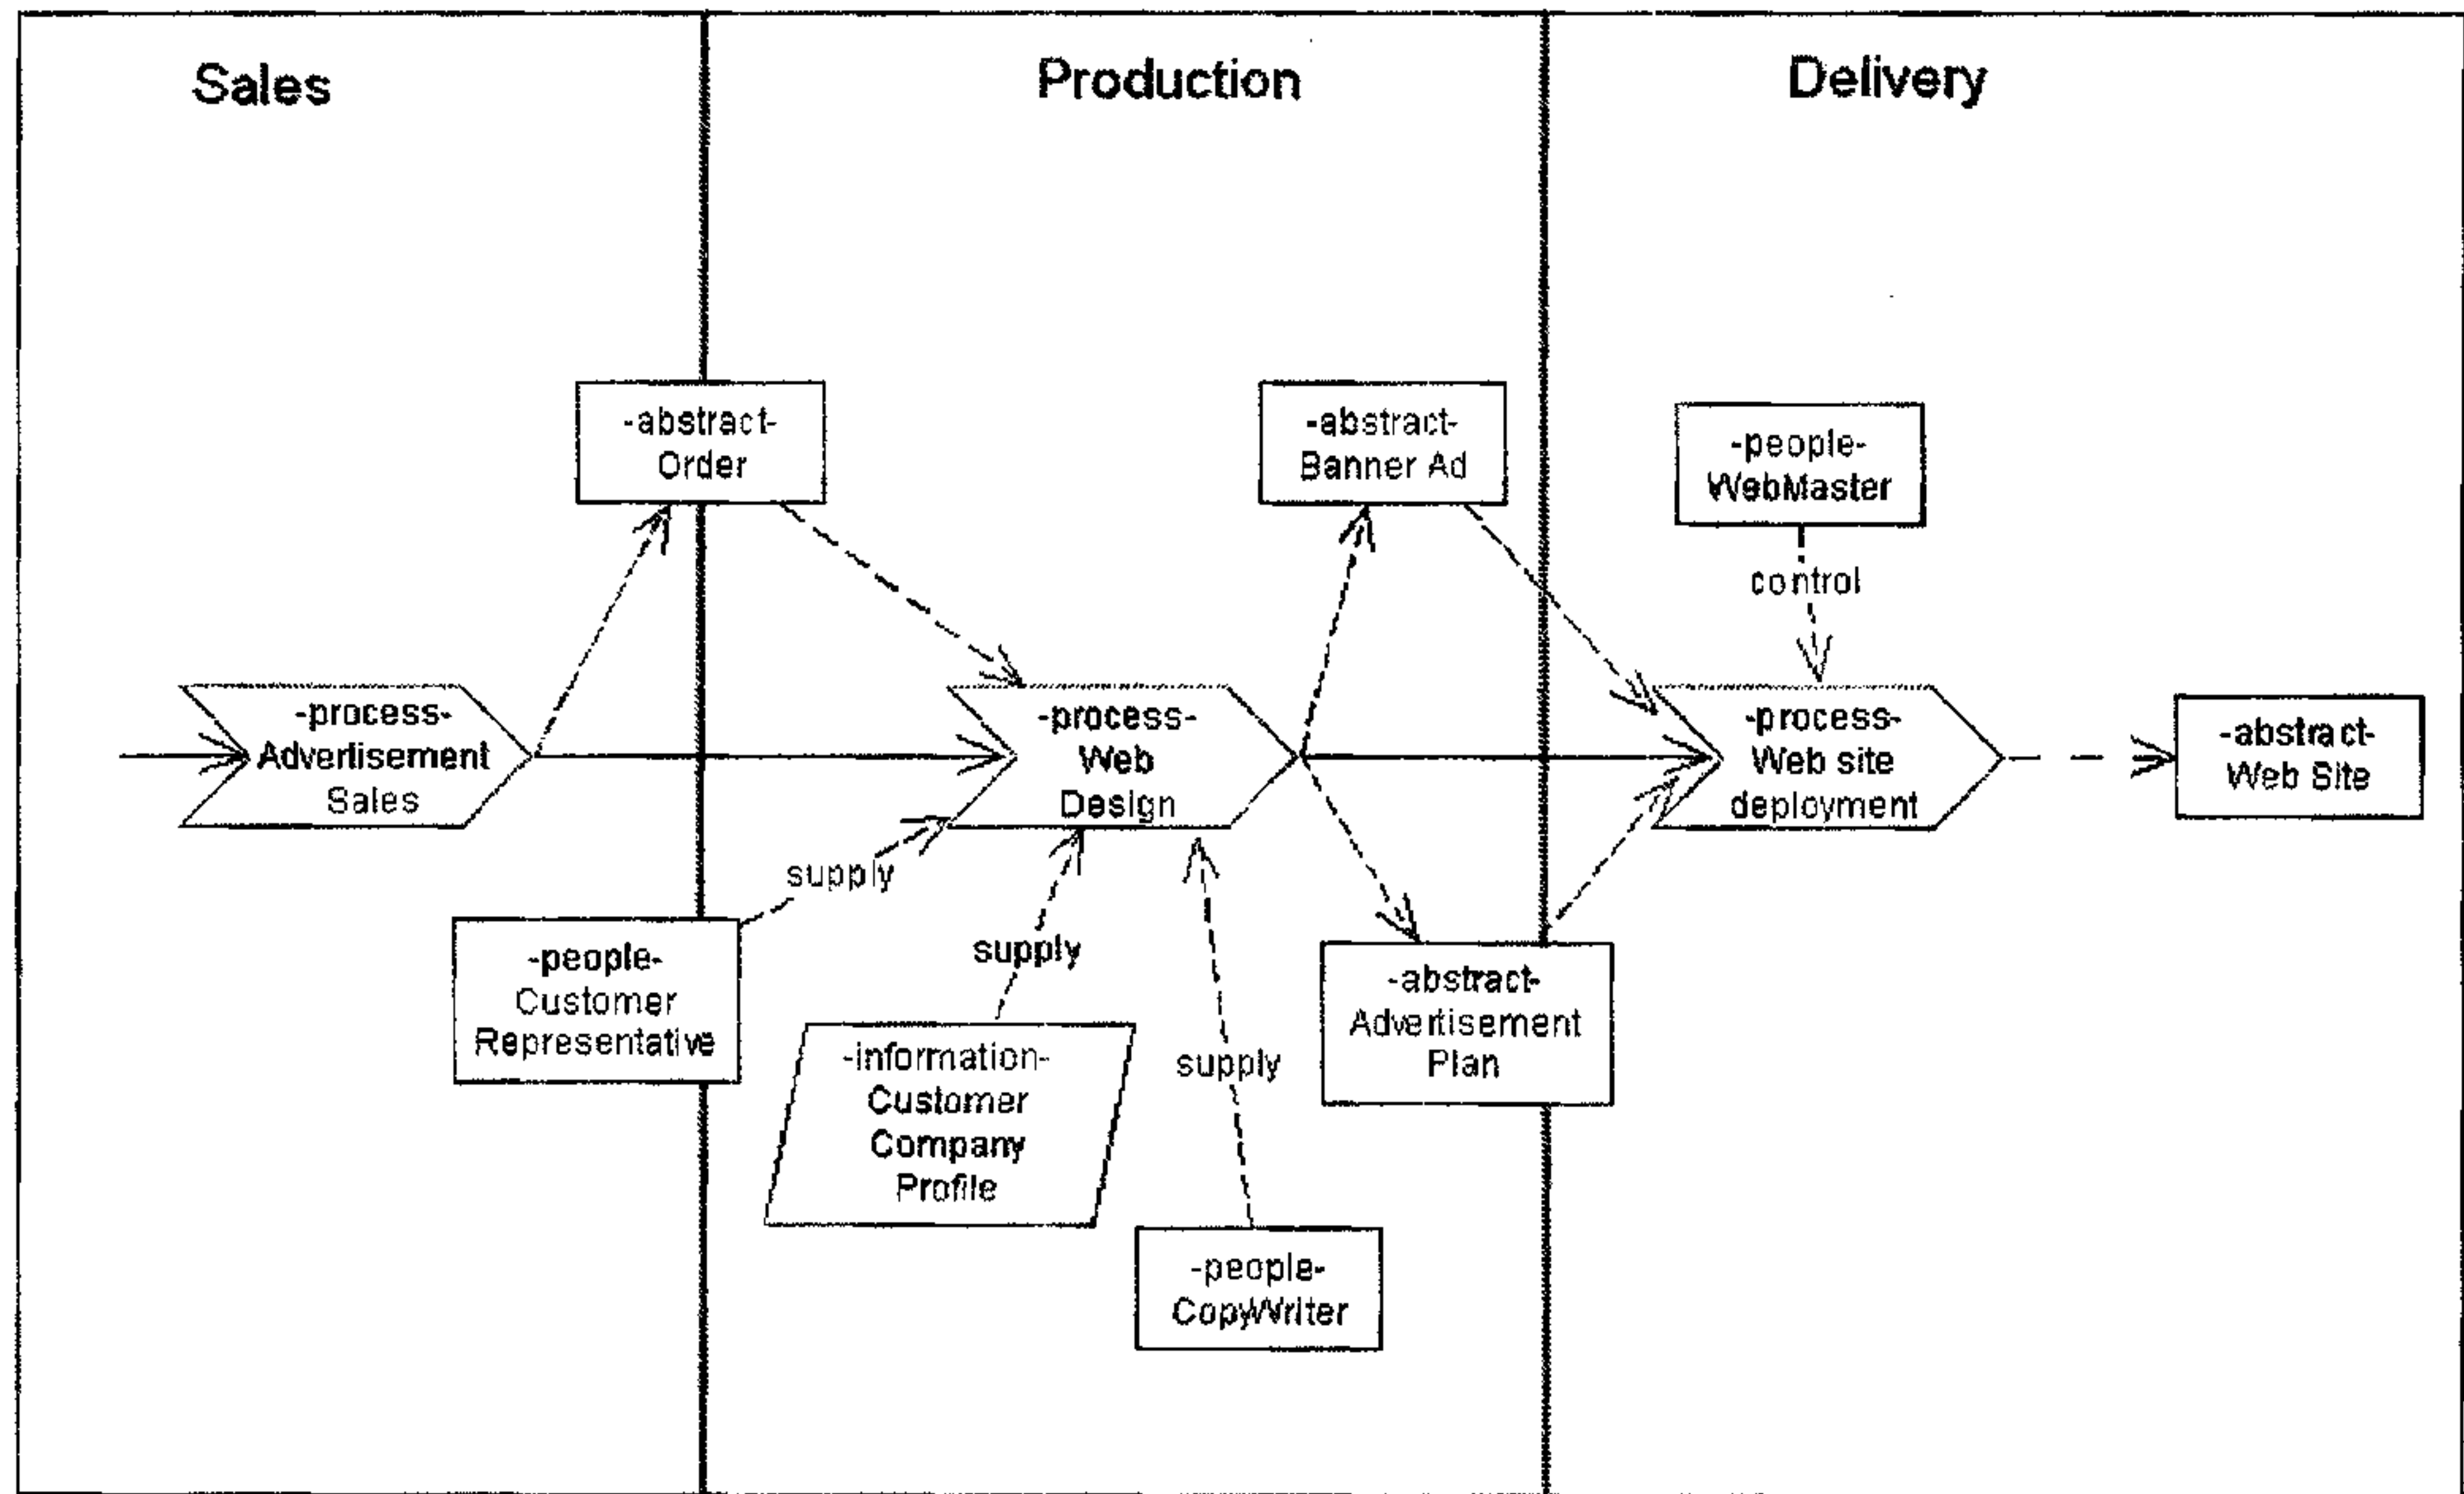 Sales
Production
Delivery
-abstract-
Order
-abstract-
Banner Ad
-people-
WebMaster
control
-process-
Advertisement
Sales
-process-
Web
Design
-process-
Web site
deployment
-abstract-
Web Site
supply
supply
supply
-people-
Customer
Representative
-information-
Customer
Company
Profile
-abstract-
Advertisement
Plan
-people-
CopyWriter